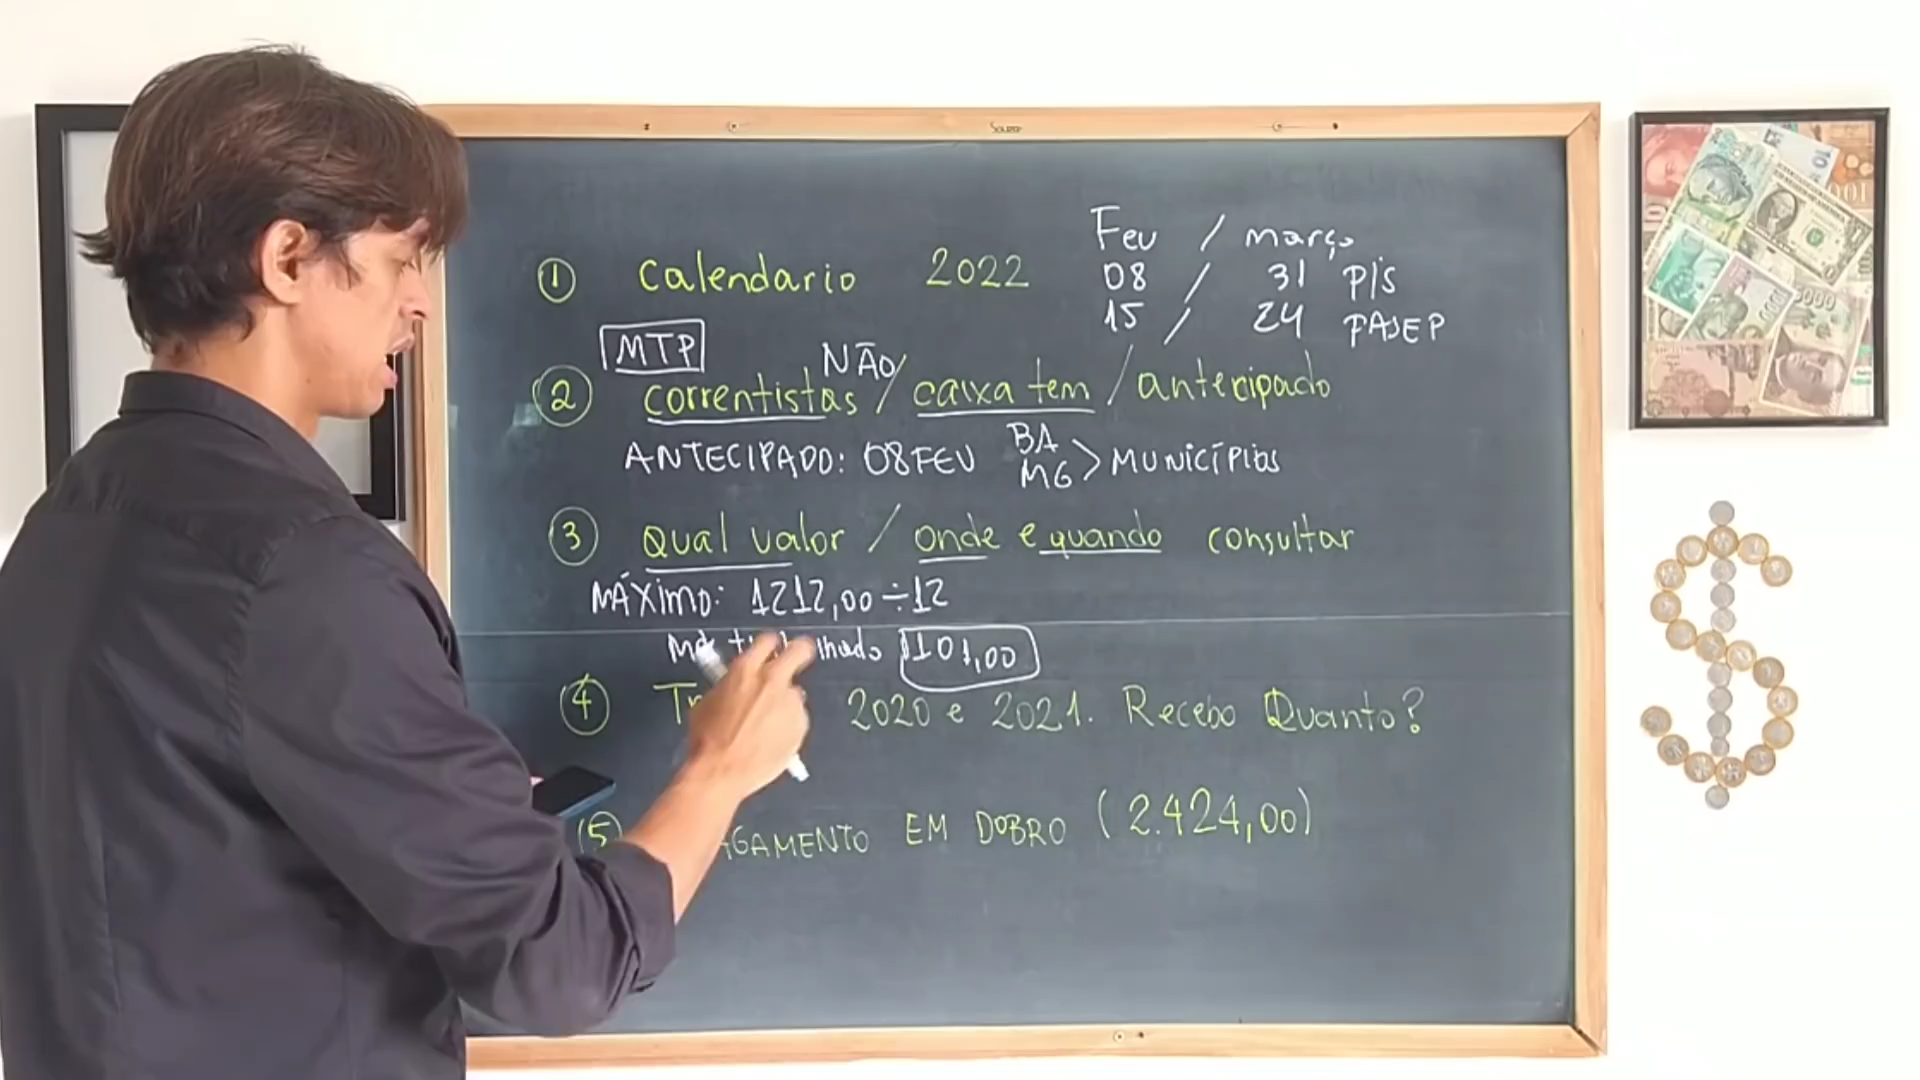 Fev / março
① calendario 2022 08 / 31 PIS
15 / 24 PASEP
MTP NÃO
② correntistas / caixa tem / antecipado
ANTECIPADO: 08 FEV BA MG > MUNICÍPIOS
③ qual valor / onde e quando consultar
MÁXIMO: 1212,00 ÷ 12
101,00
④ 2020 e 2021. Recebo Quanto?
⑤ EM DOBRO (2.424,00)